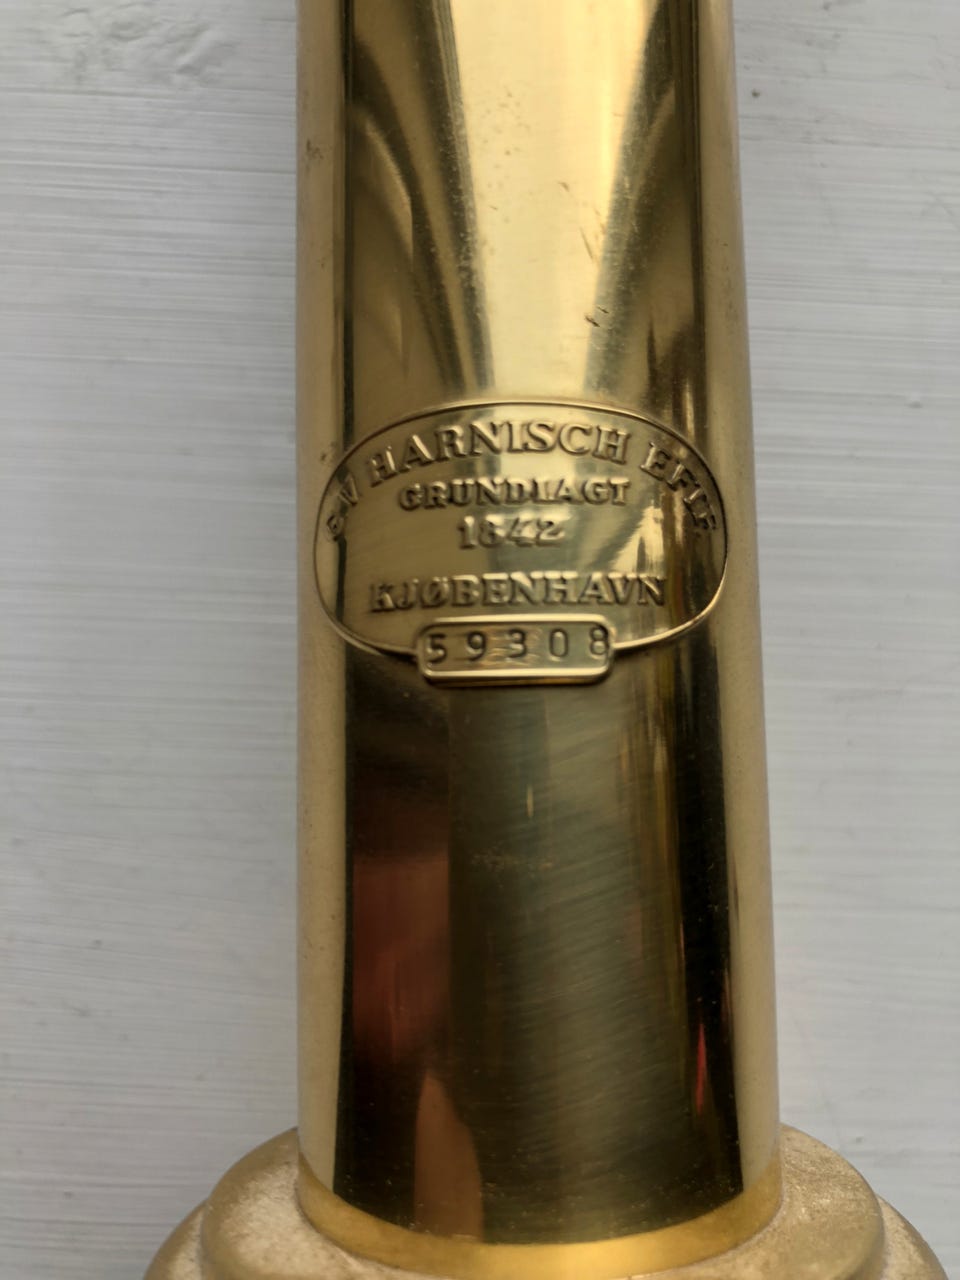 G.V HARNISCH EFTF.
GRUNDLAGT
1842
KJØBENHAVN
59308